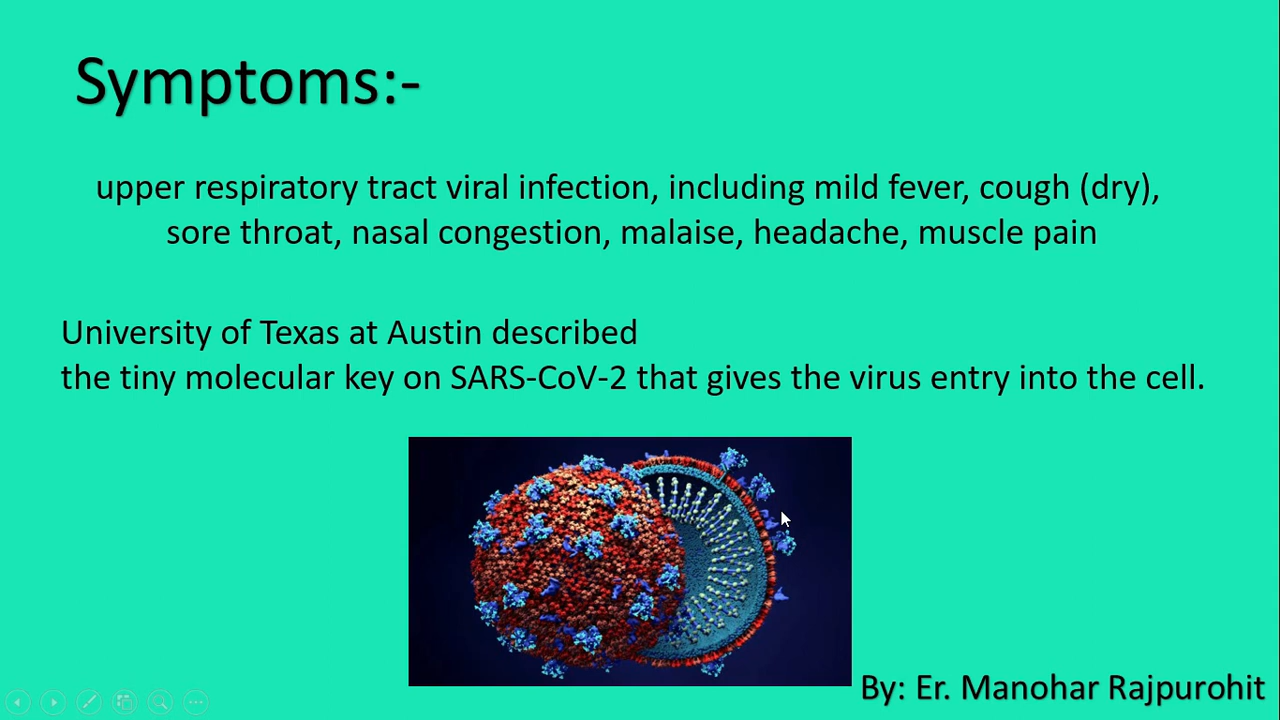 Symptoms:-
upper respiratory tract viral infection, including mild fever, cough (dry),
sore throat, nasal congestion, malaise, headache, muscle pain
University of Texas at Austin described
the tiny molecular key on SARS-CoV-2 that gives the virus entry into the cell.
By: Er. Manohar Rajpurohit